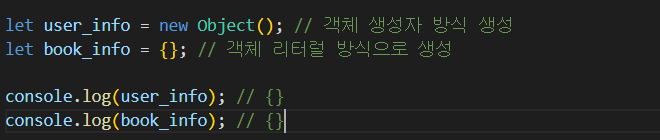 let user_info = new Object(); // 객체 생성자 방식 생성
let book_info = {}; // 객체 리터럴 방식으로 생성
console.log(user_info); // {}
console.log(book_info); // {}